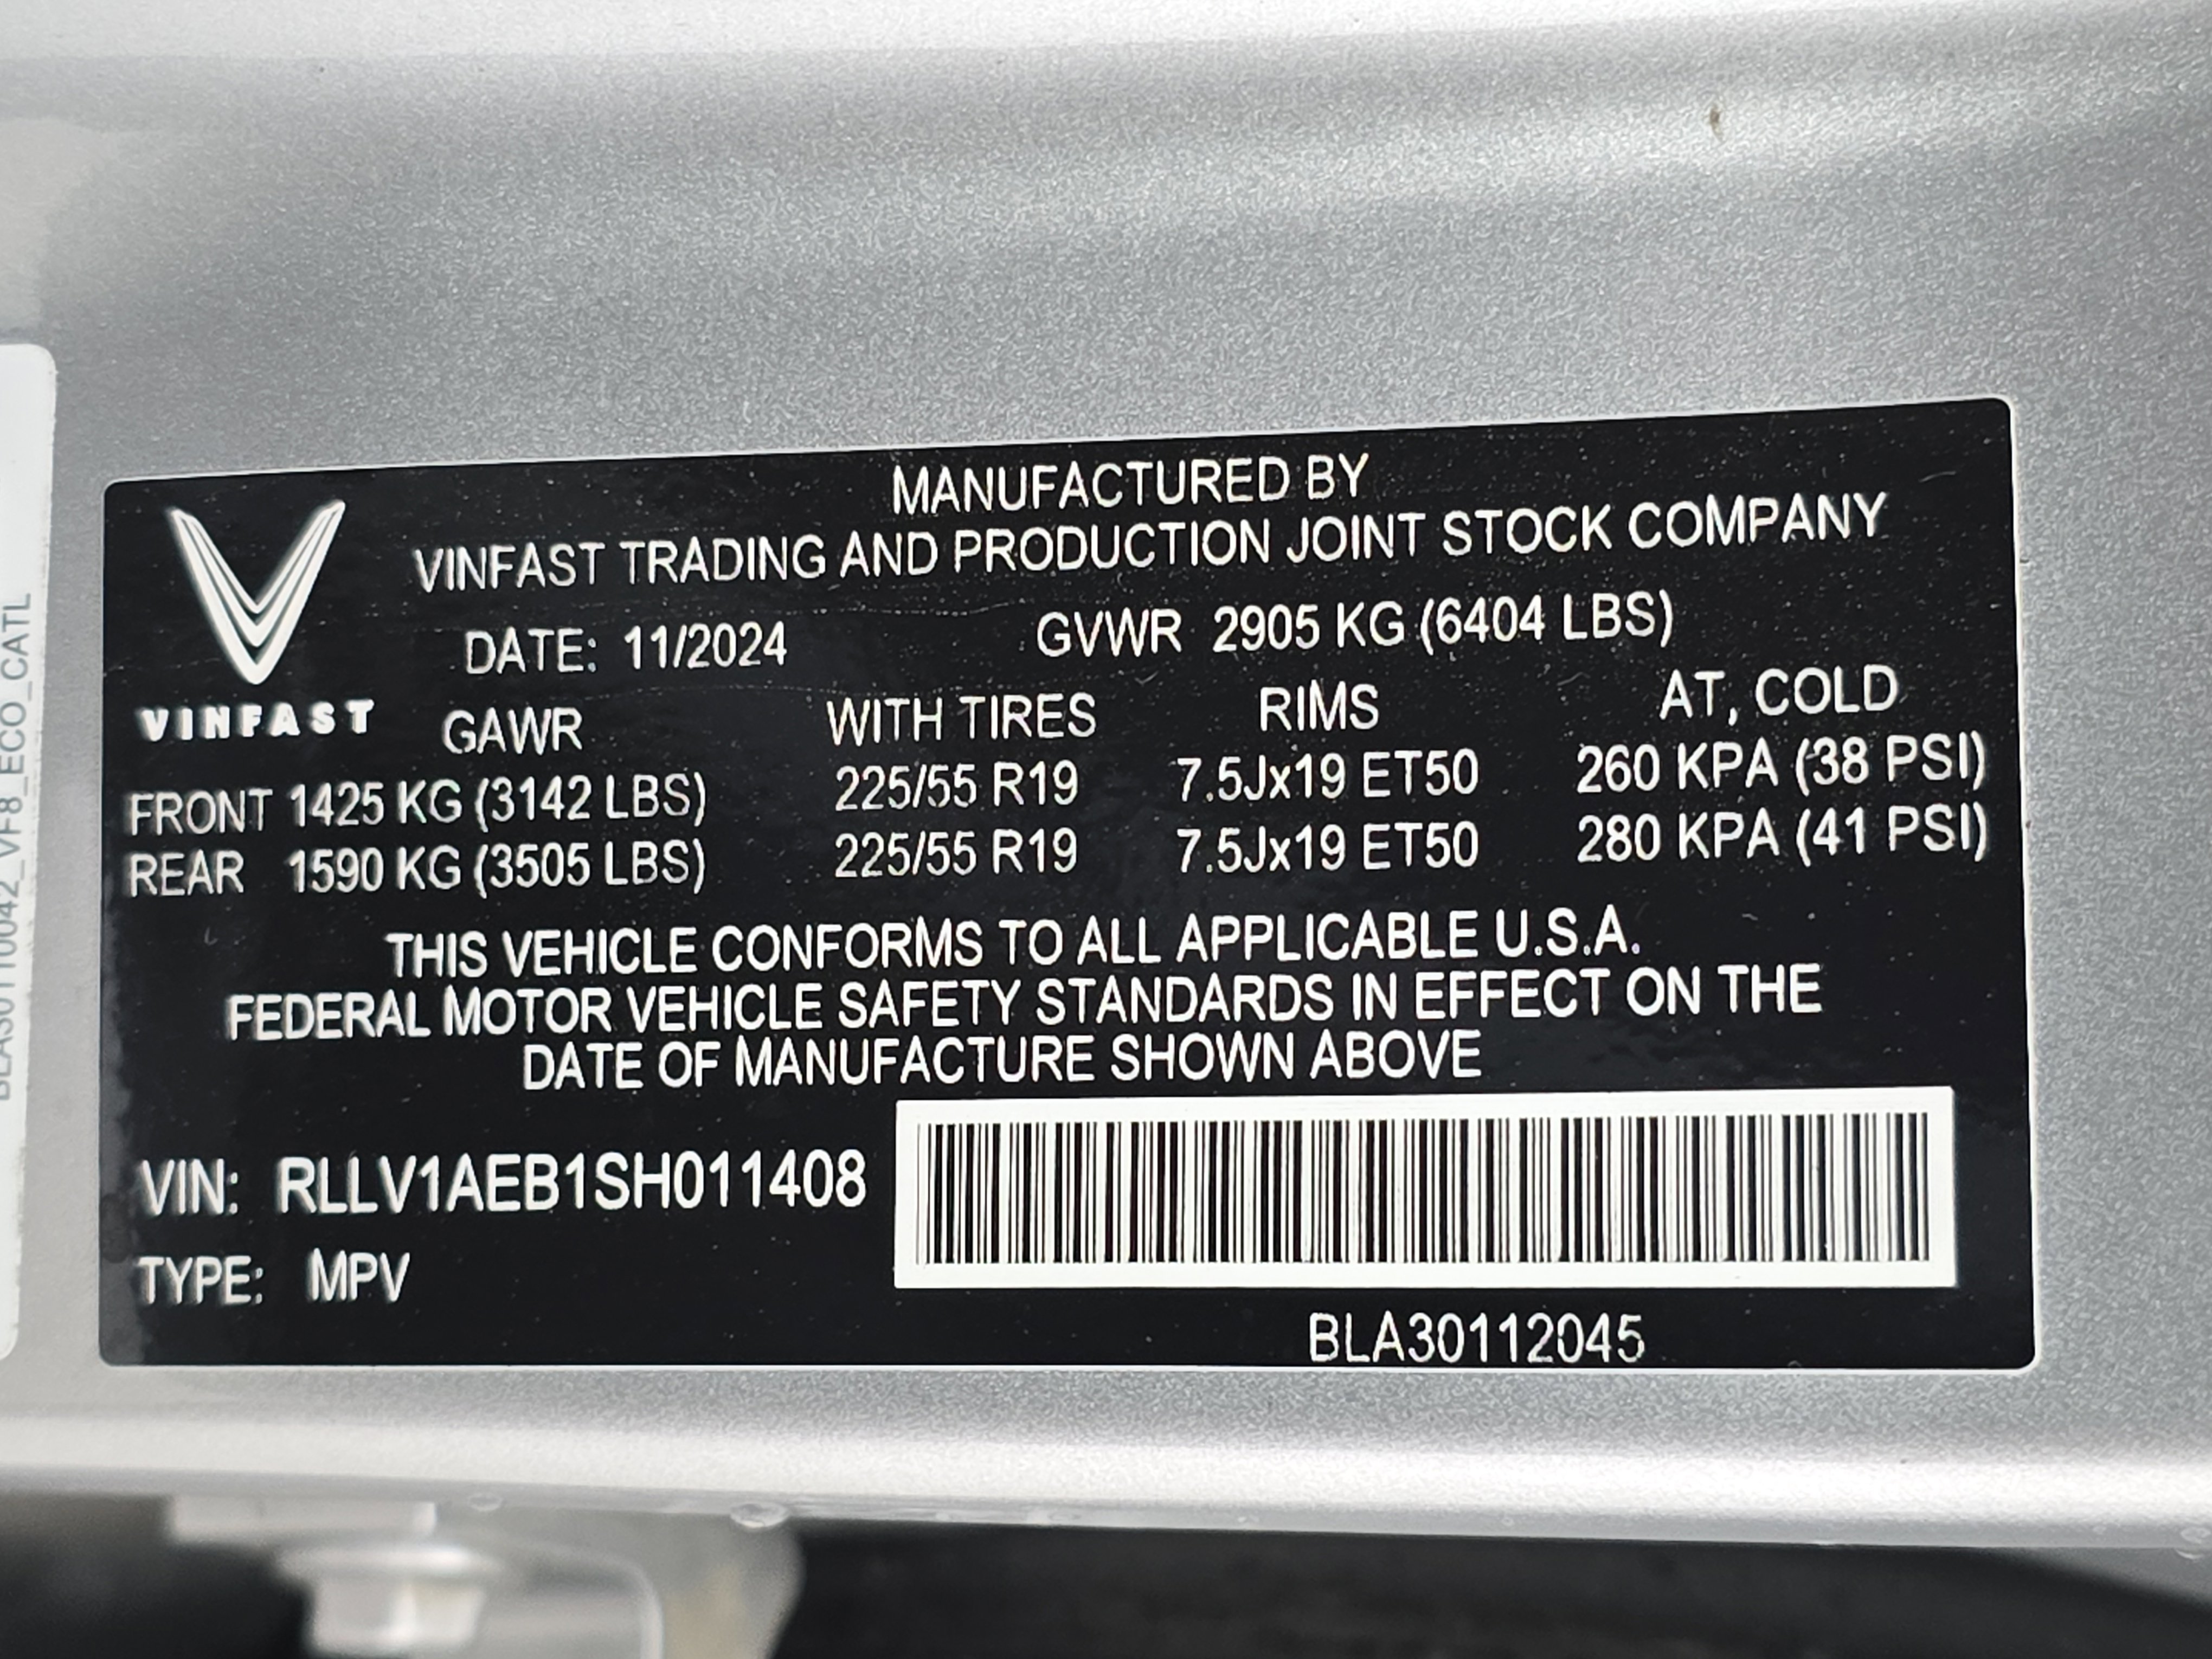 MANUFACTURED BY
VINFAST TRADING AND PRODUCTION JOINT STOCK COMPANY
DATE: 11/2024 GVWR 2905 KG (6404 LBS)
VINFAST
GAWR WITH TIRES RIMS AT, COLD
FRONT 1425 KG (3142 LBS) 225/55 R19 7.5Jx19 ET50 260 KPA (38 PSI)
REAR 1590 KG (3505 LBS) 225/55 R19 7.5Jx19 ET50 280 KPA (41 PSI)
THIS VEHICLE CONFORMS TO ALL APPLICABLE U.S.A.
FEDERAL MOTOR VEHICLE SAFETY STANDARDS IN EFFECT ON THE
DATE OF MANUFACTURE SHOWN ABOVE
VIN: RLLV1AEB1SH011408
TYPE: MPV
BLA30112045
BLA30110042_VF8_ECO_CATL